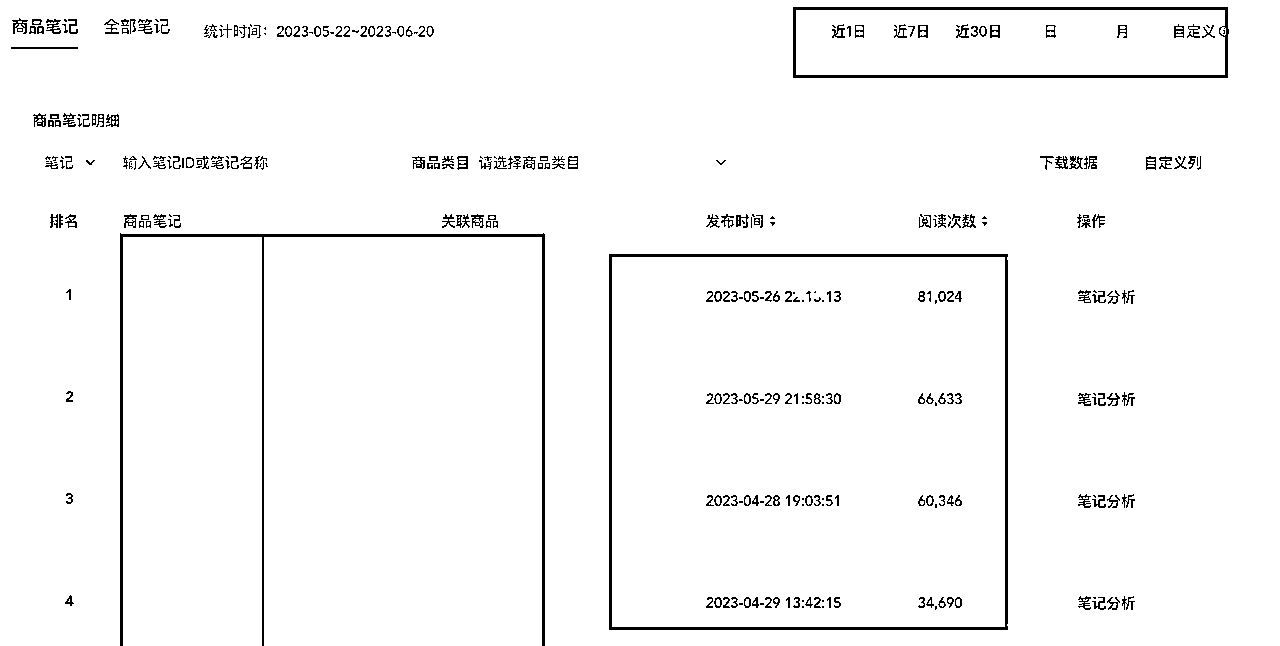 商品笔记 全部笔记 统计时间：2023-05-22~2023-06-20 近1日 近7日 近30日 日 月 自定义
商品笔记明细
笔记 输入笔记ID或笔记名称 商品类目 请选择商品类目 下载数据 自定义列
排名 商品笔记 关联商品 发布时间 阅读次数 操作
1 2023-05-26 81,024 笔记分析
2 2023-05-29 21:58:30 66,633 笔记分析
3 2023-04-28 19:03:51 60,346 笔记分析
4 2023-04-29 13:42:15 34,690 笔记分析